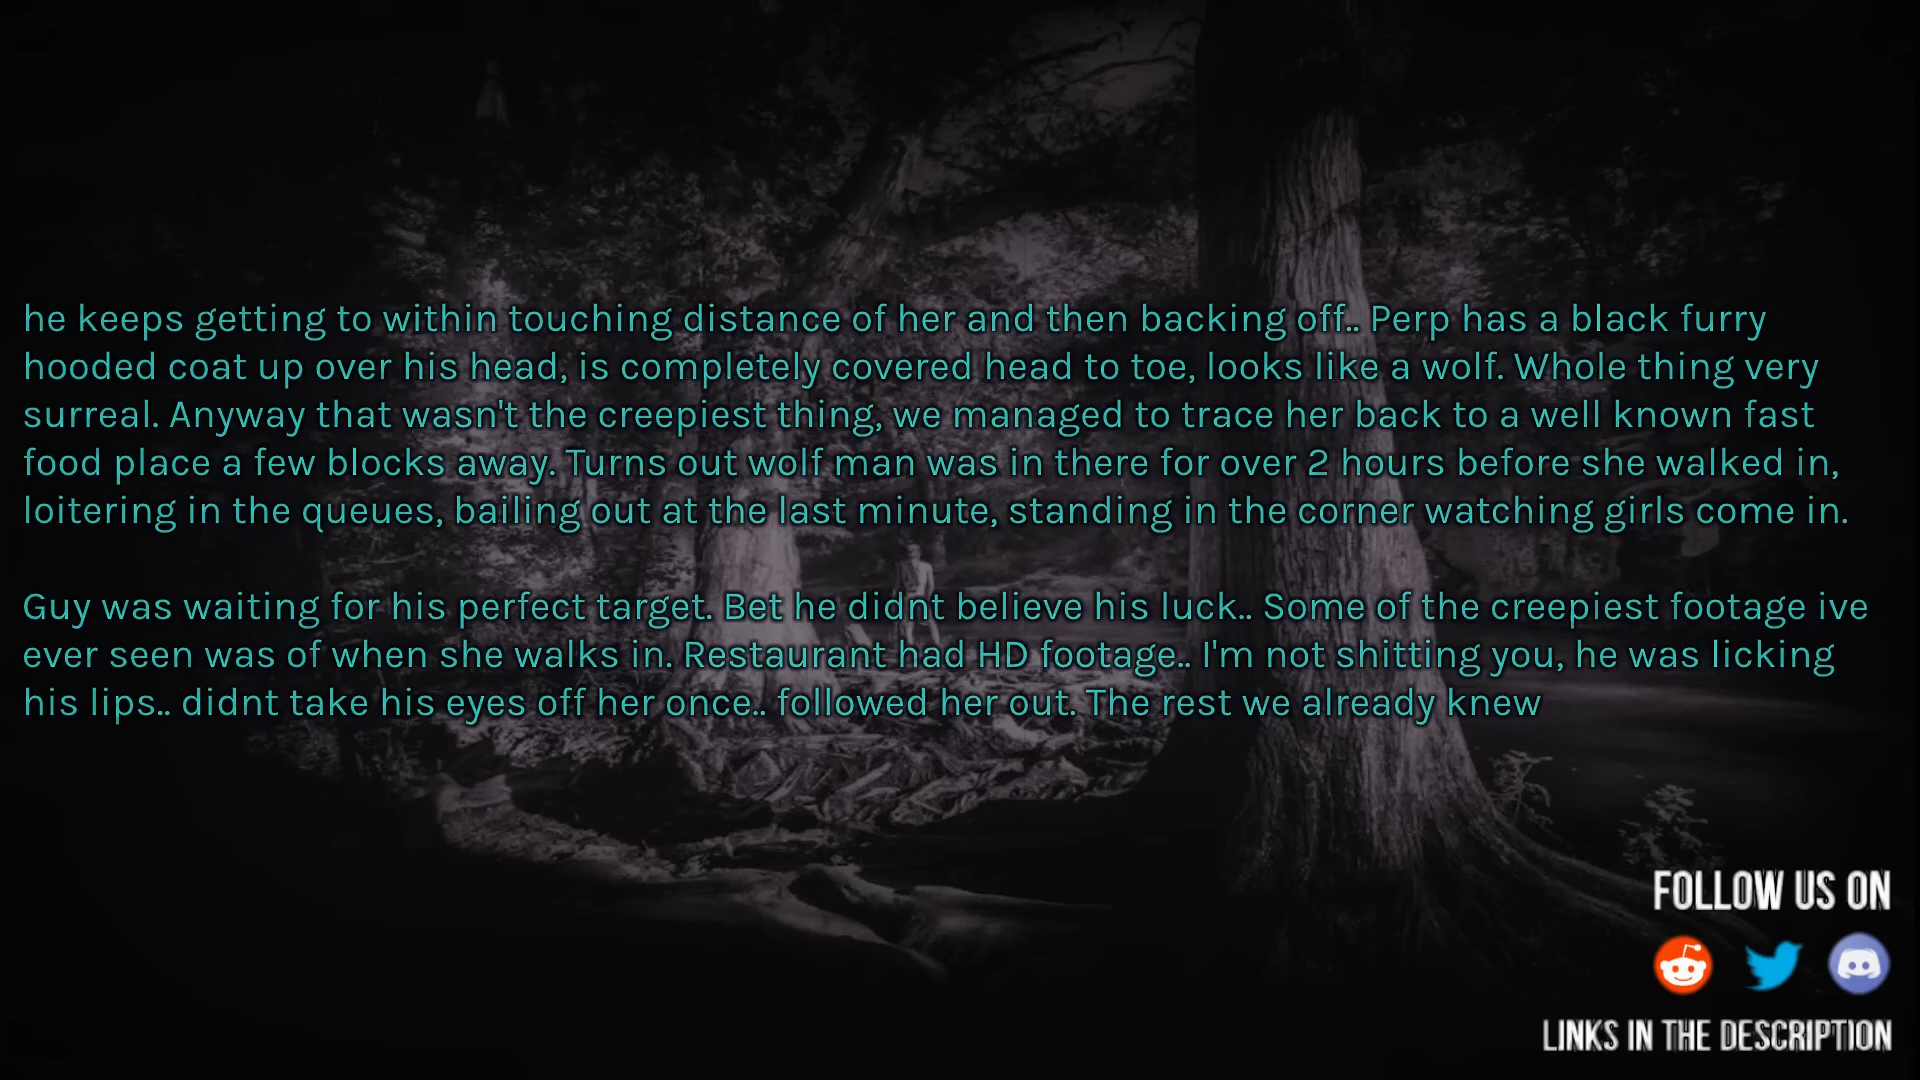 he keeps getting to within touching distance of her and then backing off.. Perp has a black furry
hooded coat up over his head, is completely covered head to toe, looks like a wolf. Whole thing very
surreal. Anyway that wasn't the creepiest thing, we managed to trace her back to a well known fast
food place a few blocks away. Turns out wolf man was in there for over 2 hours before she walked in,
loitering in the queues, bailing out at the last minute, standing in the corner watching girls come in.
Guy was waiting for his perfect target. Bet he didnt believe his luck.. Some of the creepiest footage ive
ever seen was of when she walks in. Restaurant had HD footage.. I'm not shitting you, he was licking
his lips.. didnt take his eyes off her once.. followed her out. The rest we already knew
FOLLOW US ON
LINKS IN THE DESCRIPTION